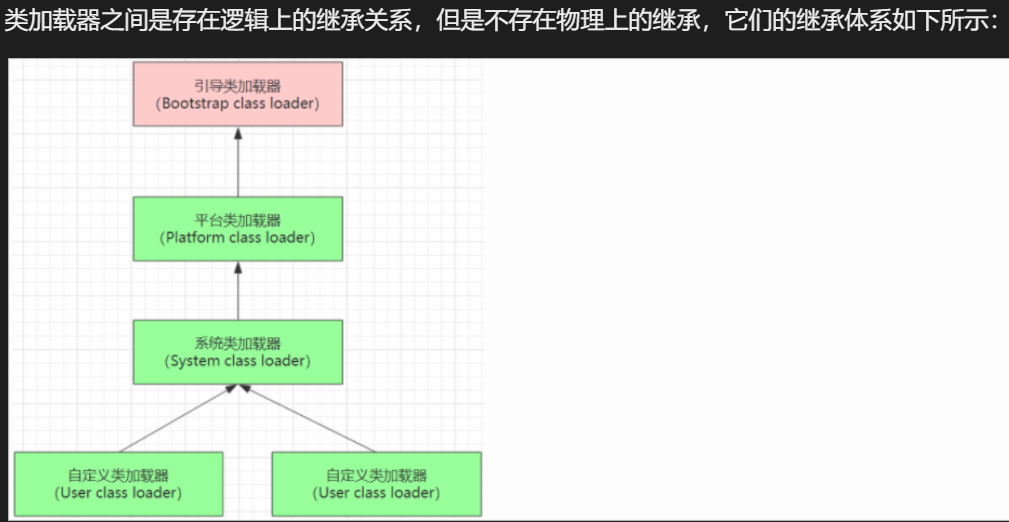 类加载器之间是存在逻辑上的继承关系，但是不存在物理上的继承，它们的继承体系如下所示：
引导类加载器
（Bootstrap class loader）
平台类加载器
（Platform class loader）
系统类加载器
（System class loader）
自定义类加载器
（User class loader）
自定义类加载器
（User class loader）